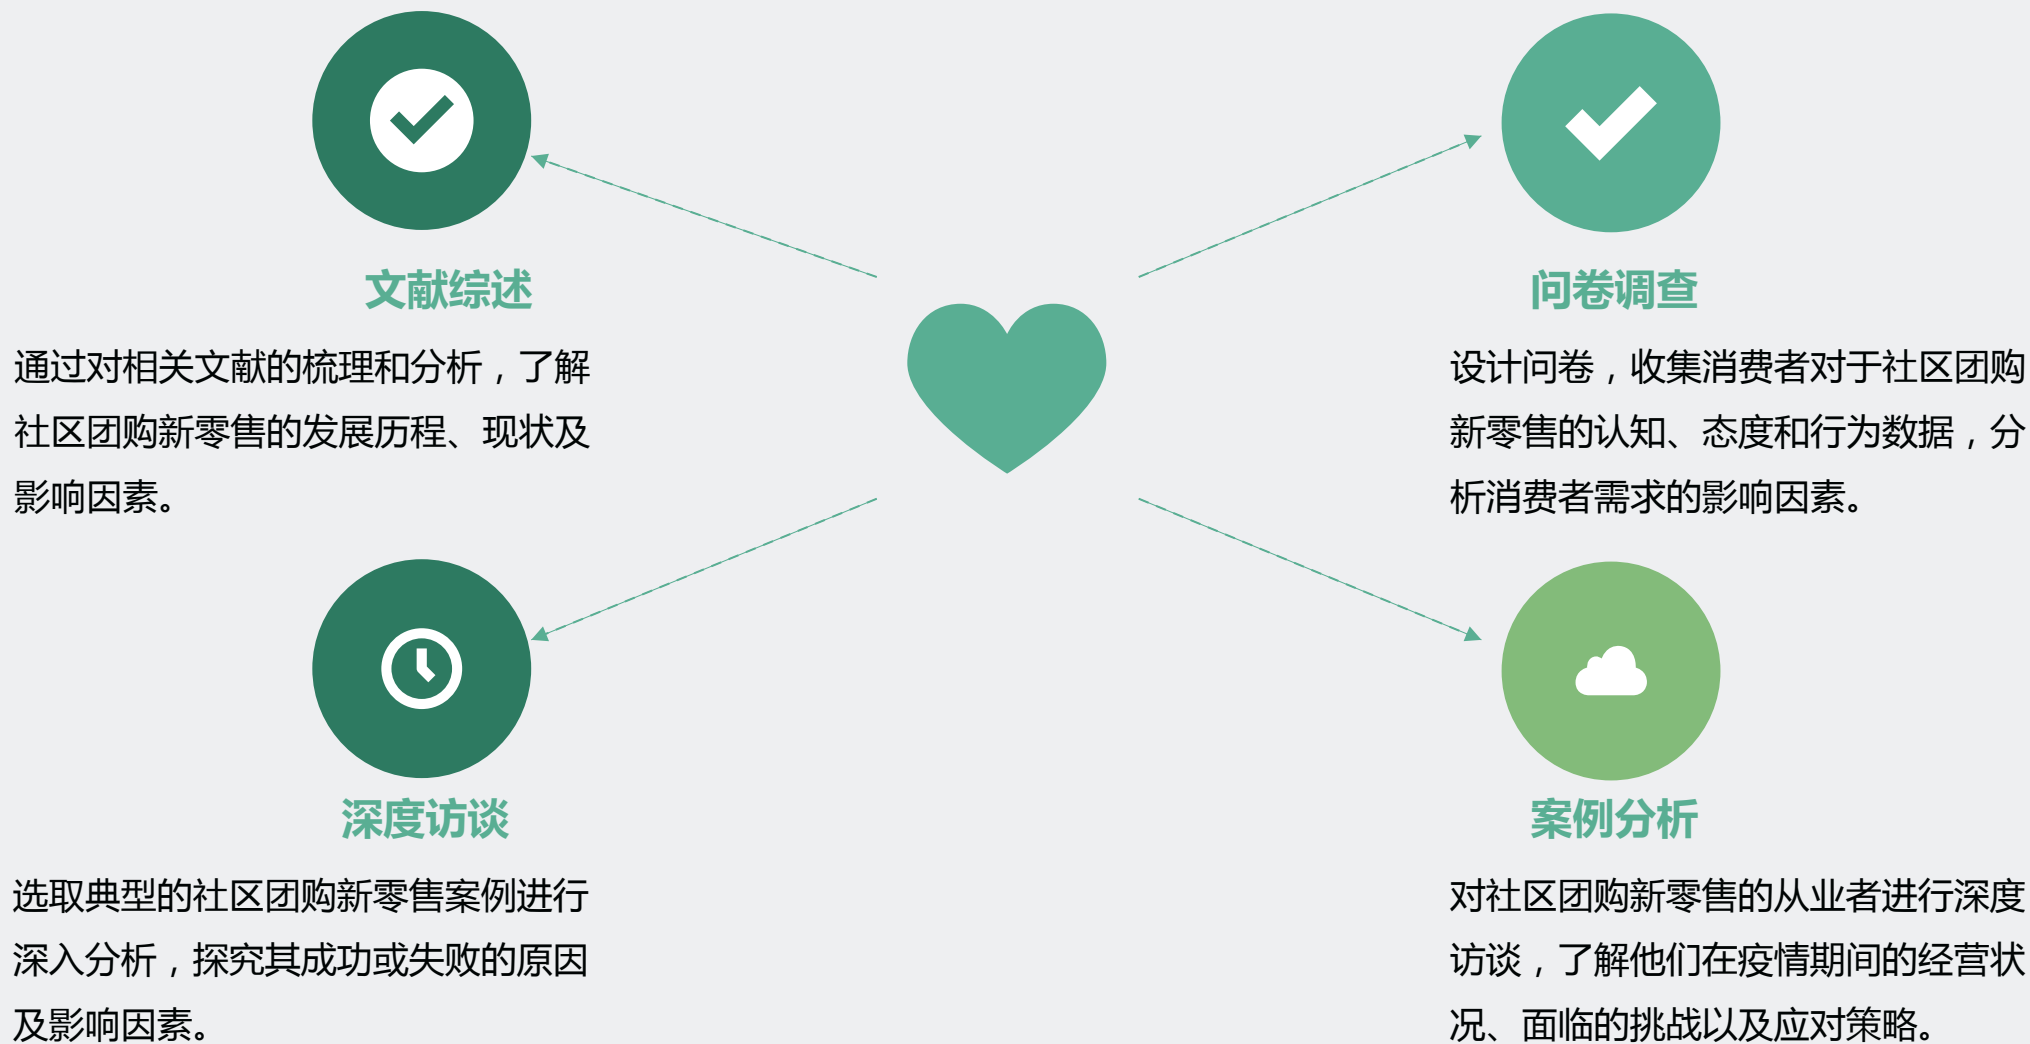 文献综述
通过对相关文献的梳理和分析，了解
社区团购新零售的发展历程、现状及
影响因素。
问卷调查
设计问卷，收集消费者对于社区团购
新零售的认知、态度和行为数据，分
析消费者需求的影响因素。
深度访谈
选取典型的社区团购新零售案例进行
深入分析，探究其成功或失败的原因
及影响因素。
案例分析
对社区团购新零售的从业者进行深度
访谈，了解他们在疫情期间的经营状
况、面临的挑战以及应对策略。